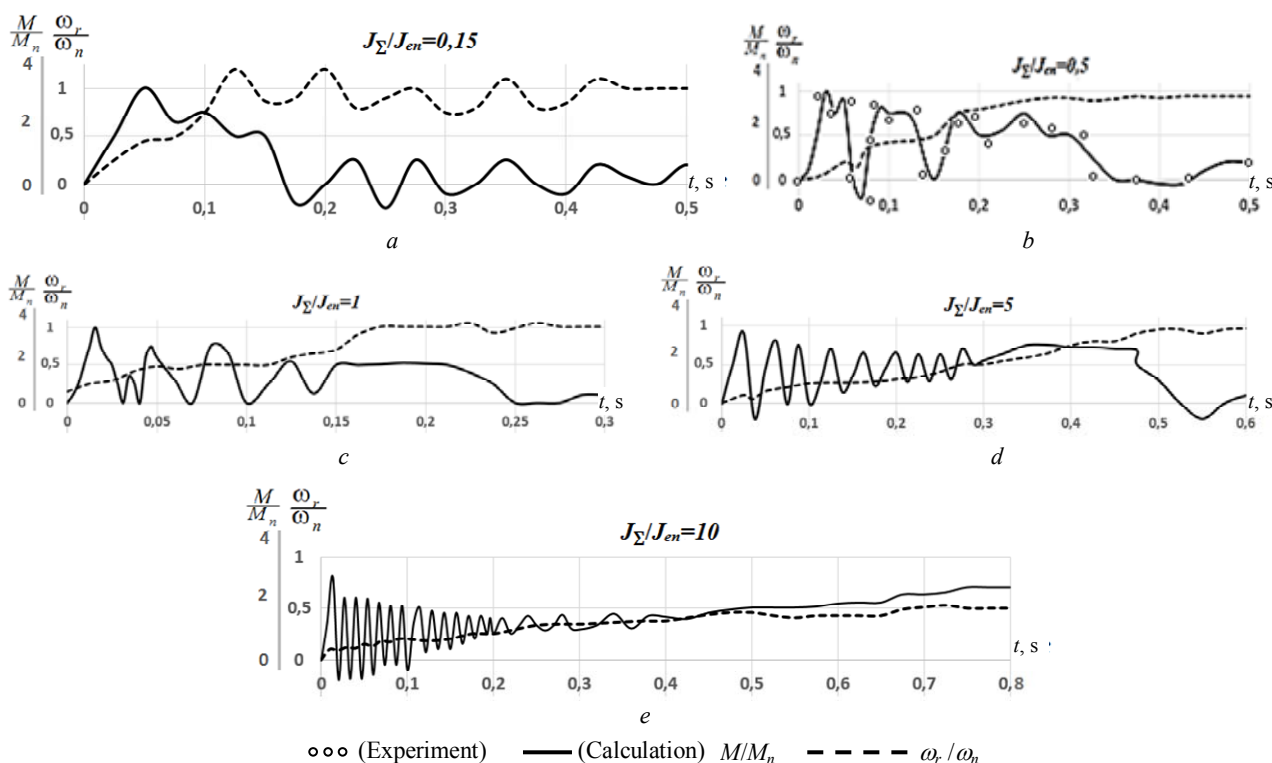 M/M_n ω_r/ω_n
J_Σ/J_en=0,15
4
1
2
0,5
0
0
t, s
0 0,1 0,2 0,3 0,4 0,5
a
M/M_n ω_r/ω_n
J_Σ/J_en=0,5
4
1
2
0,5
0
0
t, s
0 0,1 0,2 0,3 0,4 0,5
b
M/M_n ω_r/ω_n
J_Σ/J_en=1
4
1
2
0,5
0
0
t, s
0 0,05 0,1 0,15 0,2 0,25 0,3
c
M/M_n ω_r/ω_n
J_Σ/J_en=5
4
1
2
0,5
0
0
t, s
0 0,1 0,2 0,3 0,4 0,5 0,6
d
M/M_n ω_r/ω_n
J_Σ/J_en=10
4
1
2
0,5
0
0
t, s
0 0,1 0,2 0,3 0,4 0,5 0,6 0,7 0,8
e
(Experiment) (Calculation) M/M_n ω_r/ω_n